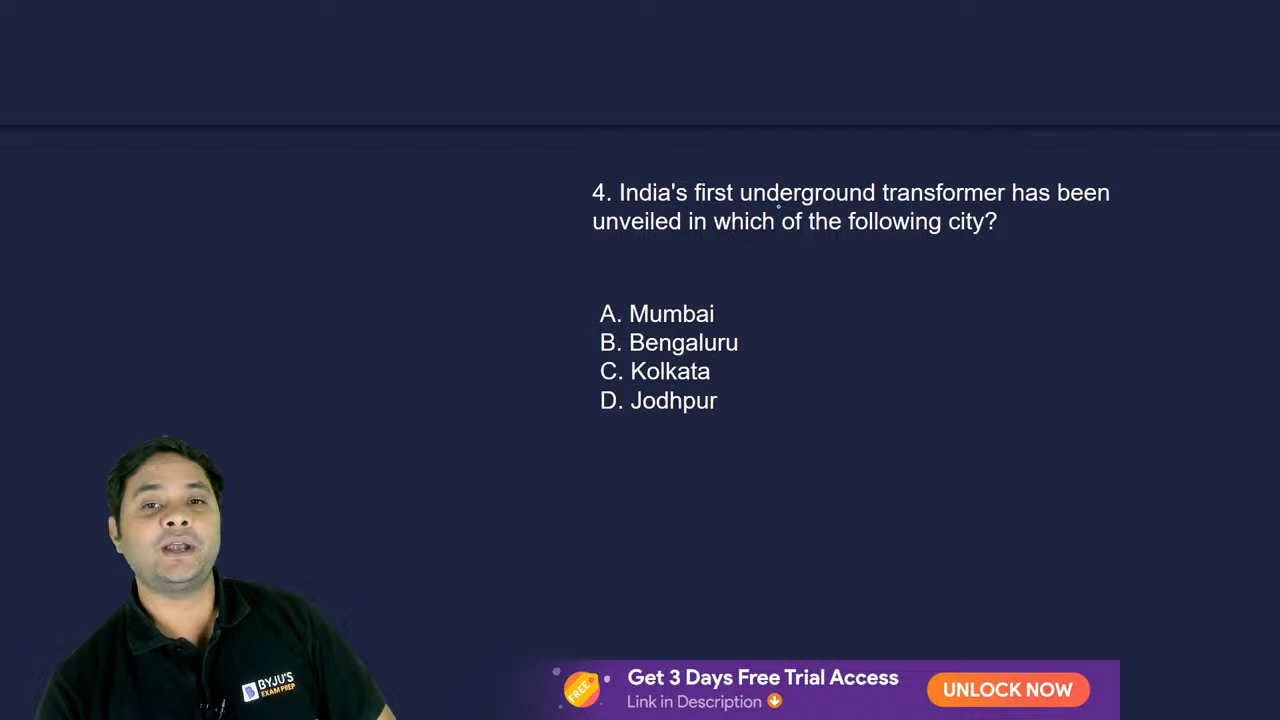 4. India's first underground transformer has been
unveiled in which of the following city?
A. Mumbai
B. Bengaluru
C. Kolkata
D. Jodhpur
BYJU'S
EXAM PREP
FREE
Get 3 Days Free Trial Access
Link in Description
UNLOCK NOW